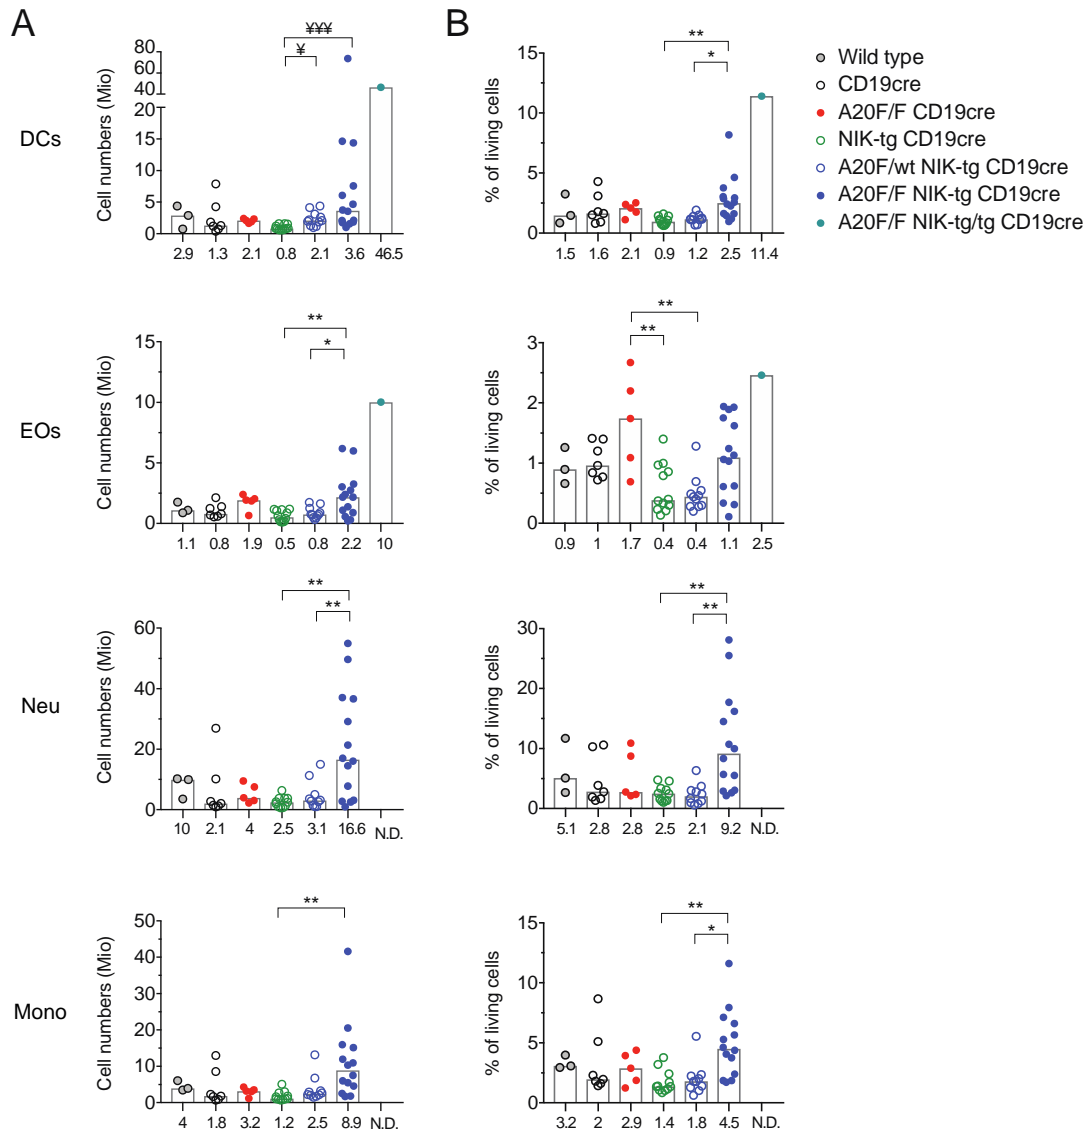 A
B
DCs
Cell numbers (Mio)
80
60
40
20
15
10
5
0
¥¥¥
¥
2.9 1.3 2.1 0.8 2.1 3.6 46.5
% of living cells
15
10
5
0
**
*
1.5 1.6 2.1 0.9 1.2 2.5 11.4
Wild type
CD19cre
A20F/F CD19cre
NIK-tg CD19cre
A20F/wt NIK-tg CD19cre
A20F/F NIK-tg CD19cre
A20F/F NIK-tg/tg CD19cre
EOs
Cell numbers (Mio)
15
10
5
0
**
*
1.1 0.8 1.9 0.5 0.8 2.2 10
% of living cells
3
2
1
0
**
**
0.9 1 1.7 0.4 0.4 1.1 2.5
Neu
Cell numbers (Mio)
60
40
20
0
**
**
10 2.1 4 2.5 3.1 16.6 N.D.
% of living cells
30
20
10
0
**
**
5.1 2.8 2.8 2.5 2.1 9.2 N.D.
Mono
Cell numbers (Mio)
50
40
30
20
10
0
**
4 1.8 3.2 1.2 2.5 8.9 N.D.
% of living cells
15
10
5
0
**
*
3.2 2 2.9 1.4 1.8 4.5 N.D.